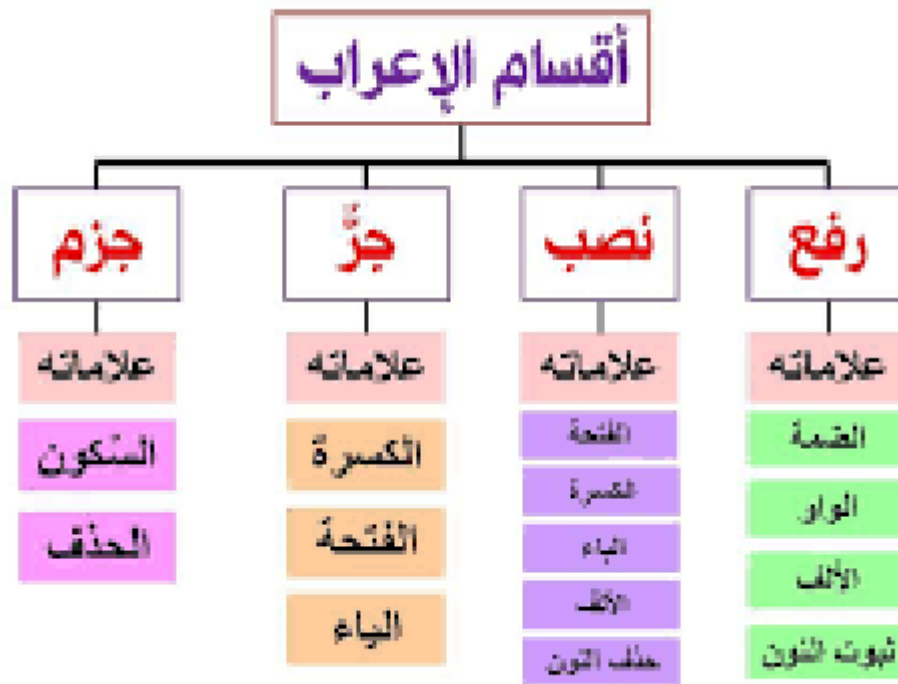 أقسام الإعراب
رفع
نصب
جرٌّ
جزم
علاماته
علاماته
علاماته
علاماته
الضمة
الواو
الألف
ثبوت النون
الفتحة
الكسرة
الياء
الألف
حذف النون
الكسرة
الفتحة
الياء
السّكون
الحذف